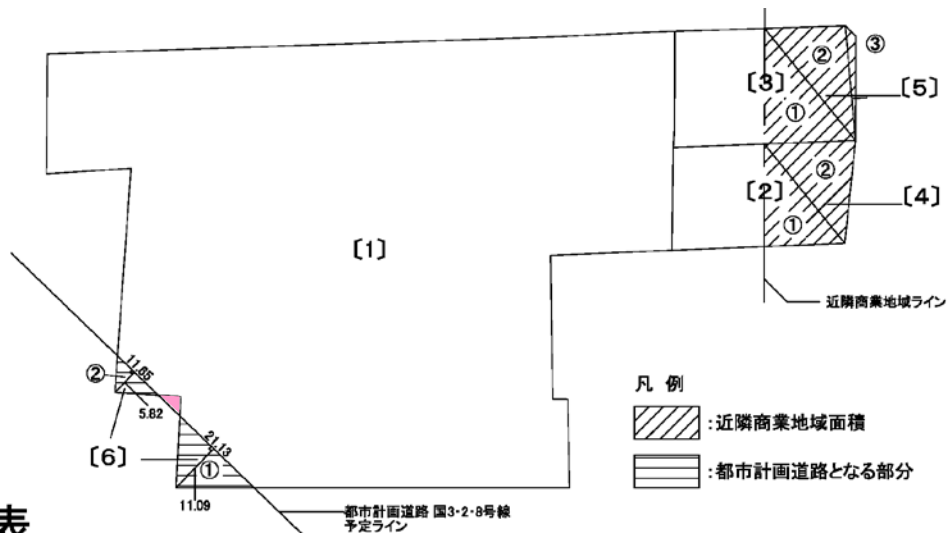 ③
②
〔3〕
〔5〕
①
②
〔2〕
〔4〕
①
〔1〕
近隣商業地域ライン
11.65
②
5.82
凡 例
:近隣商業地域面積
21.13
〔6〕
①
:都市計画道路となる部分
11.09
都市計画道路 国3・2・8号線
予定ライン
表